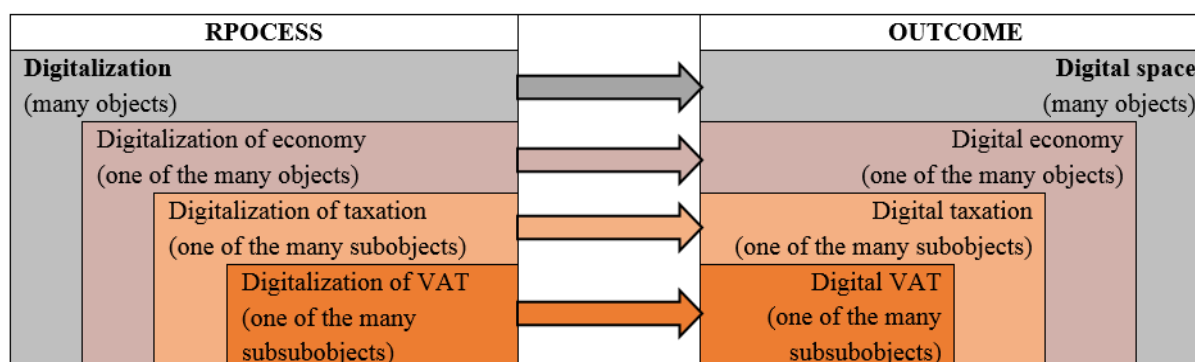 RPOCESS
OUTCOME
Digitalization
(many objects)
Digital space
(many objects)
Digitalization of economy
(one of the many objects)
Digital economy
(one of the many objects)
Digitalization of taxation
(one of the many subobjects)
Digital taxation
(one of the many subobjects)
Digitalization of VAT
(one of the many
subsubobjects)
Digital VAT
(one of the many
subsubobjects)